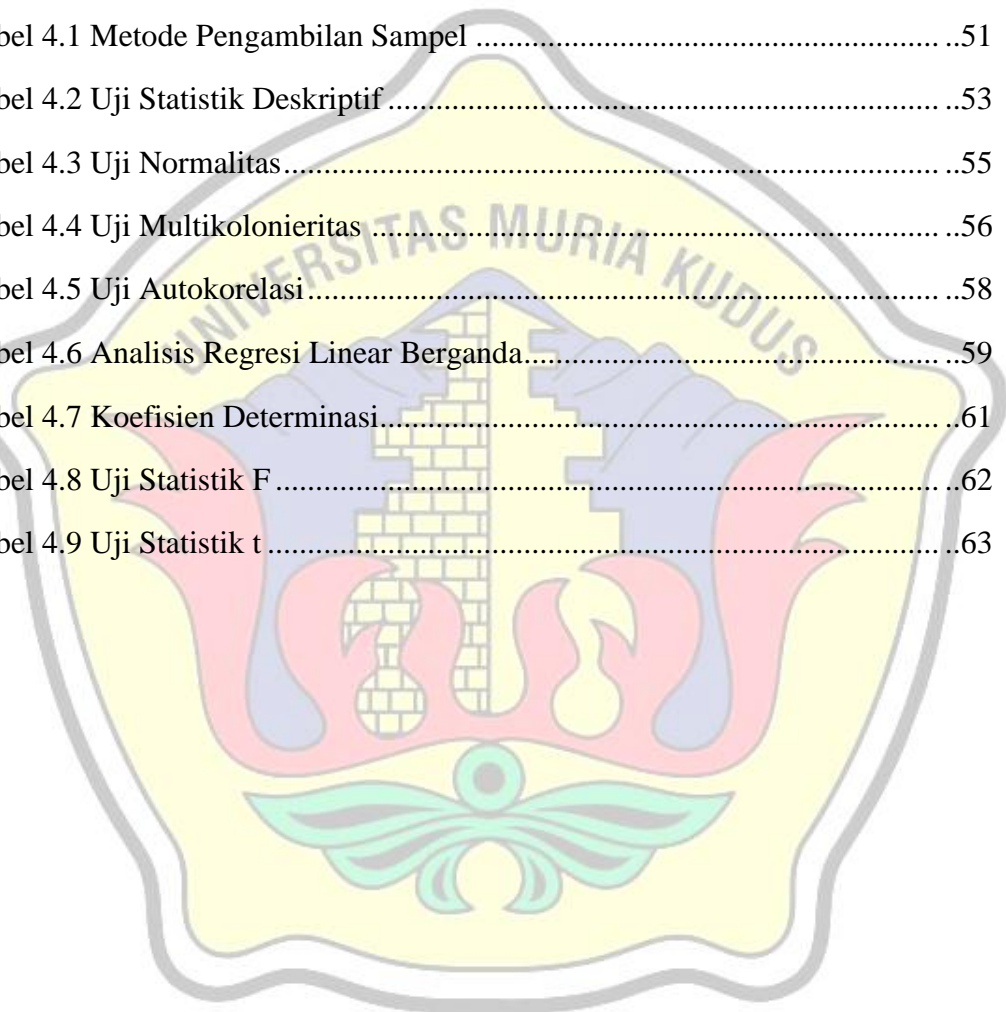 bel 4.1 Metode Pengambilan Sampel ........................................................................ ..51
bel 4.2 Uji Statistik Deskriptif ........................................................................ ..53
bel 4.3 Uji Normalitas ........................................................................ ..55
bel 4.4 Uji Multikolonieritas ........................................................................ ..56
bel 4.5 Uji Autokorelasi ........................................................................ ..58
bel 4.6 Analisis Regresi Linear Berganda ........................................................................ ..59
bel 4.7 Koefisien Determinasi ........................................................................ ..61
bel 4.8 Uji Statistik F ........................................................................ ..62
bel 4.9 Uji Statistik t ........................................................................ ..63
UNIVERSITAS MURIA KUDUS